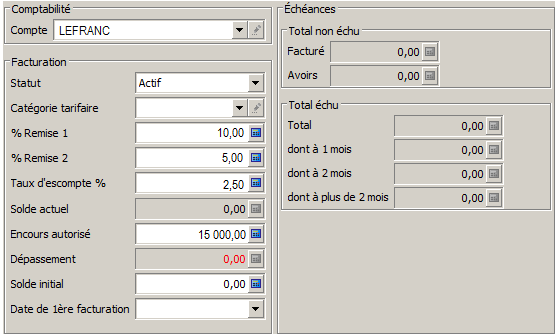 Comptabilité
Compte LEFRANC
Facturation
Statut Actif
Catégorie tarifaire
% Remise 1 10,00
% Remise 2 5,00
Taux d'escompte % 2,50
Solde actuel 0,00
Encours autorisé 15 000,00
Dépassement 0,00
Solde initial 0,00
Date de 1ère facturation
Échéances
Total non échu
Facturé 0,00
Avoirs 0,00
Total échu
Total 0,00
dont à 1 mois 0,00
dont à 2 mois 0,00
dont à plus de 2 mois 0,00